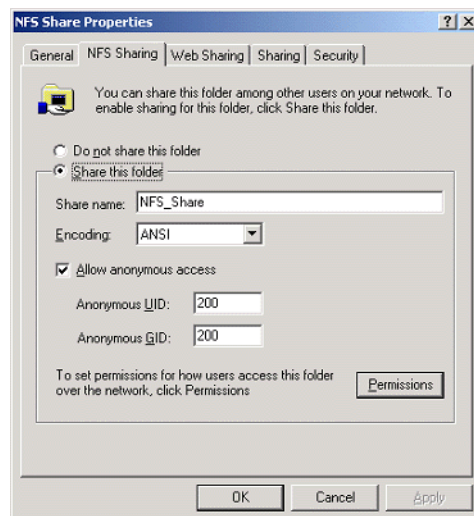 NFS Share Properties
General NFS Sharing Web Sharing Sharing Security
You can share this folder among other users on your network. To
enable sharing for this folder, click Share this folder.
Do not share this folder
Share this folder
Share name: NFS_Share
Encoding: ANSI
Allow anonymous access
Anonymous UID: 200
Anonymous GID: 200
To set permissions for how users access this folder
over the network, click Permissions
Permissions
OK Cancel Apply